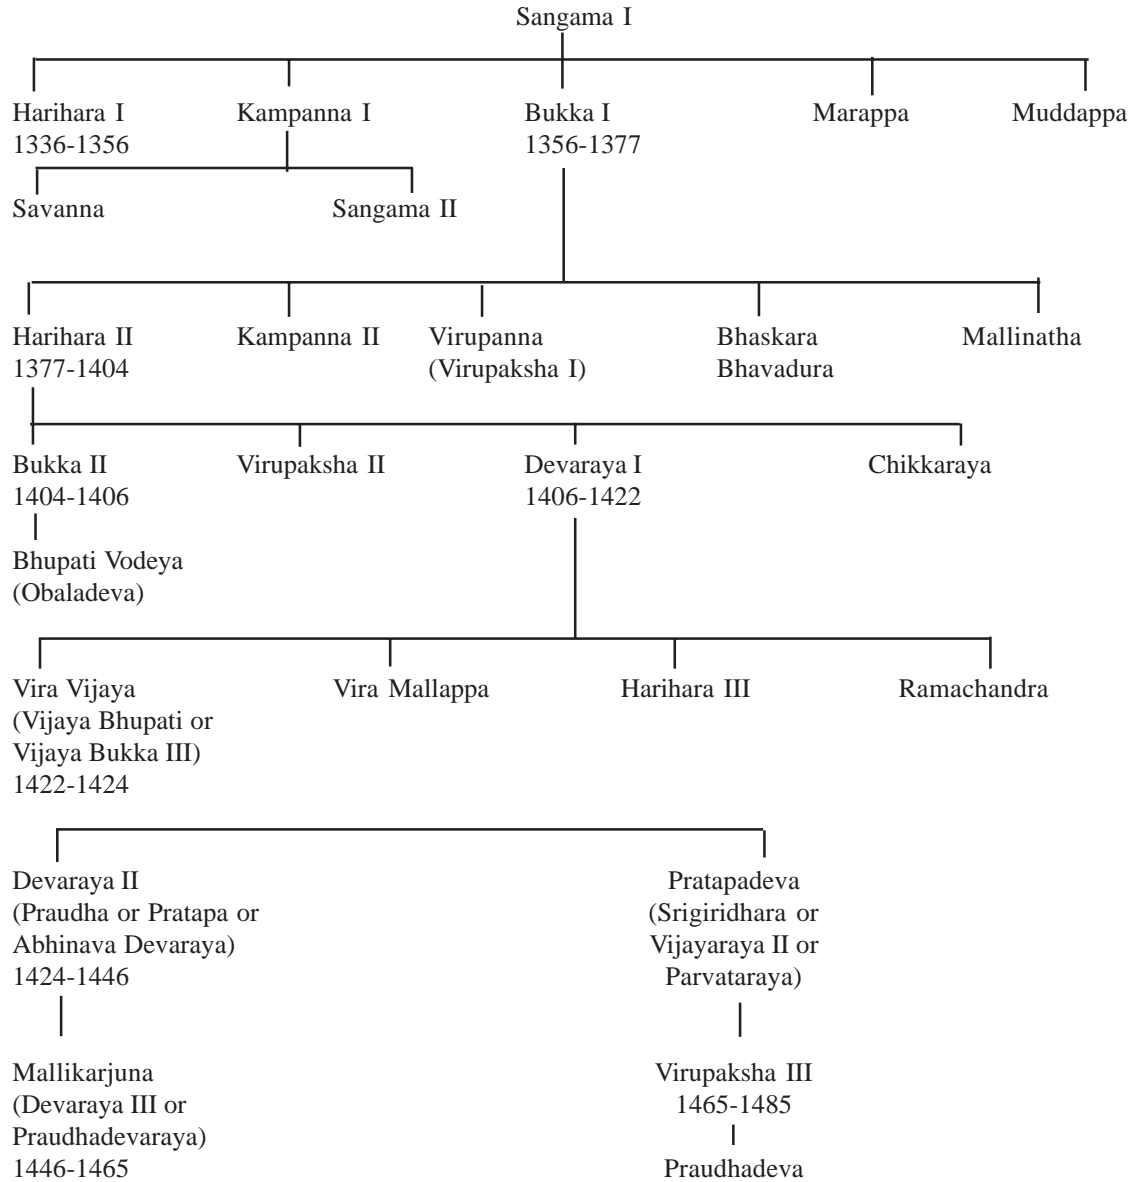 Sangama I
Harihara I Kampanna I Bukka I Marappa Muddappa
1336-1356 1356-1377
Savanna Sangama II
Harihara II Kampanna II Virupanna Bhaskara Mallinatha
1377-1404 (Virupaksha I) Bhavadura
Bukka II Virupaksha II Devaraya I Chikkaraya
1404-1406 1406-1422
Bhupati Vodeya
(Obaladeva)
Vira Vijaya Vira Mallappa Harihara III Ramachandra
(Vijaya Bhupati or
Vijaya Bukka III)
1422-1424
Devaraya II Pratapadeva
(Praudha or Pratapa or (Srigiridhara or
Abhinava Devaraya) Vijayaraya II or
1424-1446 Parvataraya)
Mallikarjuna Virupaksha III
(Devaraya III or 1465-1485
Praudhadevaraya)
1446-1465 Praudhadeva